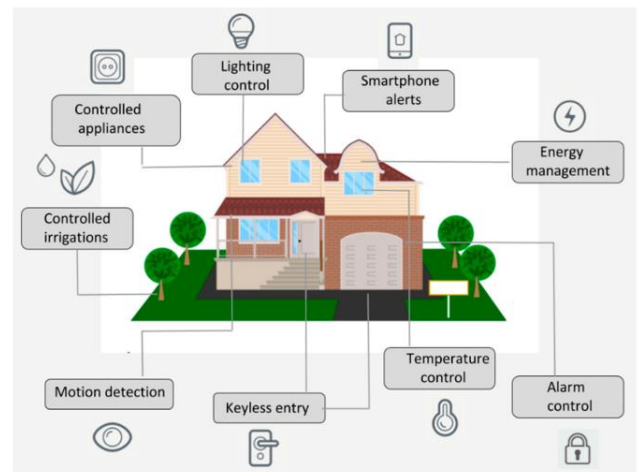 Lighting
control
Smartphone
alerts
Controlled
appliances
Energy
management
Controlled
irrigations
Temperature
control
Motion detection
Keyless entry
Alarm
control